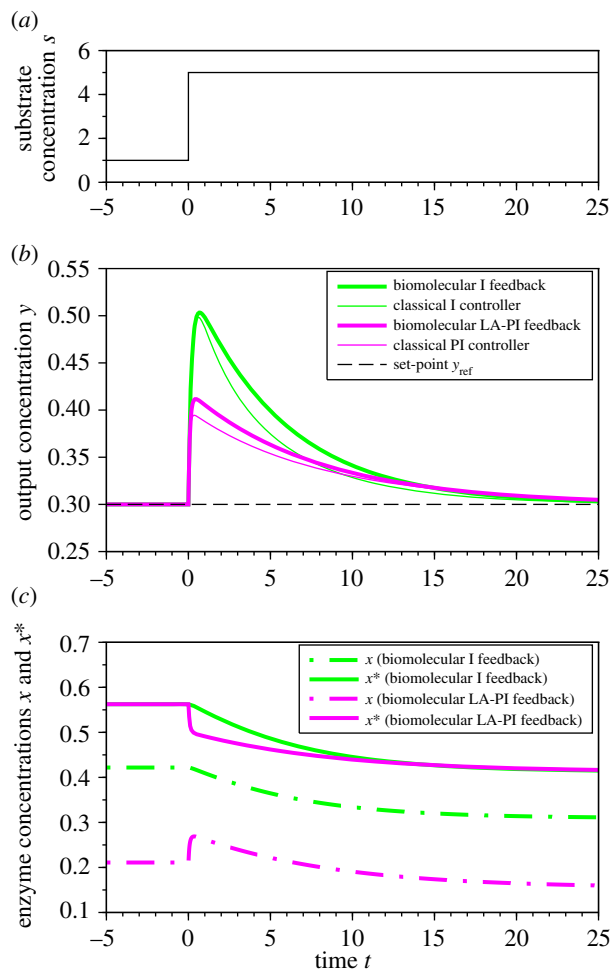 (a)
substrate
concentration s
6
4
2
0
–5 0 5 10 15 20 25
(b)
output concentration y
0.55
0.50
0.45
0.40
0.35
0.30
0.25
biomolecular I feedback
classical I controller
biomolecular LA-PI feedback
classical PI controller
set-point yref
–5 0 5 10 15 20 25
(c)
enzyme concentrations x and x*
0.7
0.6
0.5
0.4
0.3
0.2
0.1
x (biomolecular I feedback)
x* (biomolecular I feedback)
x (biomolecular LA-PI feedback)
x* (biomolecular LA-PI feedback)
–5 0 5 10 15 20 25
time t